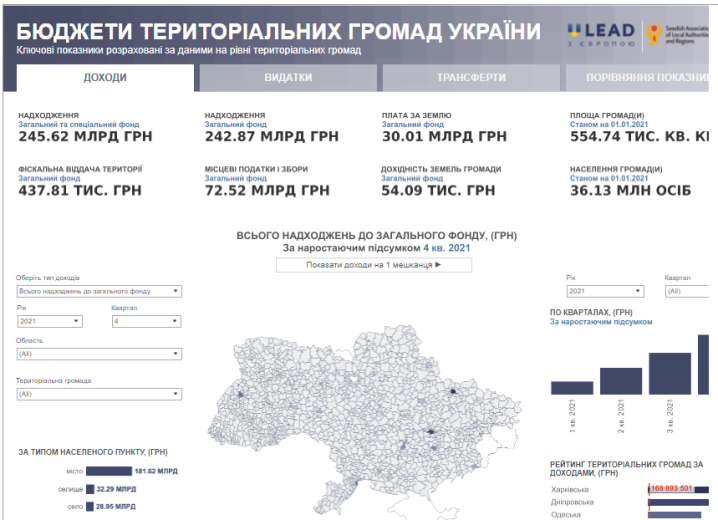 БЮДЖЕТИ ТЕРИТОРІАЛЬНИХ ГРОМАД УКРАЇНИ
Ключові показники розраховані за даними на рівні територіальних громад
ULEAD
З ЄВРОПОЮ
Swedish Association
of Local Authorities
and Regions
ДОХОДИ
ВИДАТКИ
ТРАНСФЕРТИ
ПОРІВНЯННЯ ПОКАЗНИ
НАДХОДЖЕННЯ
Загальний та спеціальний фонд
245.62 МЛРД ГРН
НАДХОДЖЕННЯ
Загальний фонд
242.87 МЛРД ГРН
ПЛАТА ЗА ЗЕМЛЮ
Загальний фонд
30.01 МЛРД ГРН
ПЛОЩА ГРОМАД(И)
Станом на 01.01.2021
554.74 ТИС. КВ. КІ
ФІСКАЛЬНА ВІДДАЧА ТЕРИТОРІЇ
Загальний фонд
437.81 ТИС. ГРН
МІСЦЕВІ ПОДАТКИ І ЗБОРИ
Загальний фонд
72.52 МЛРД ГРН
ДОХІДНІСТЬ ЗЕМЕЛЬ ГРОМАДИ
Загальний фонд
54.09 ТИС. ГРН
НАСЕЛЕННЯ ГРОМАД(И)
Станом на 01.01.2021
36.13 МЛН ОСІБ
ВСЬОГО НАДХОДЖЕНЬ ДО ЗАГАЛЬНОГО ФОНДУ, (ГРН)
За наростаючим підсумком 4 кв. 2021
Показати доходи на 1 мешканця ►
Оберіть тип доходів
Всього надходжень до загального фонду
Рік
Квартал
2021
4
Область
(All)
Територіальна громада
(All)
Рік
Квартал
2021
(All)
ПО КВАРТАЛАХ, (ГРН)
За наростаючим підсумком
1 кв. 2021
2 кв. 2021
3 кв. 2021
ЗА ТИПОМ НАСЕЛЕНОГО ПУНКТУ, (ГРН)
місто
181.62 МЛРД
селище
32.29 МЛРД
село
28.95 МЛРД
РЕЙТИНГ ТЕРИТОРІАЛЬНИХ ГРОМАД ЗА
ДОХОДАМИ, (ГРН)
Харківська
168 893 501
Дніпровська
Одеська